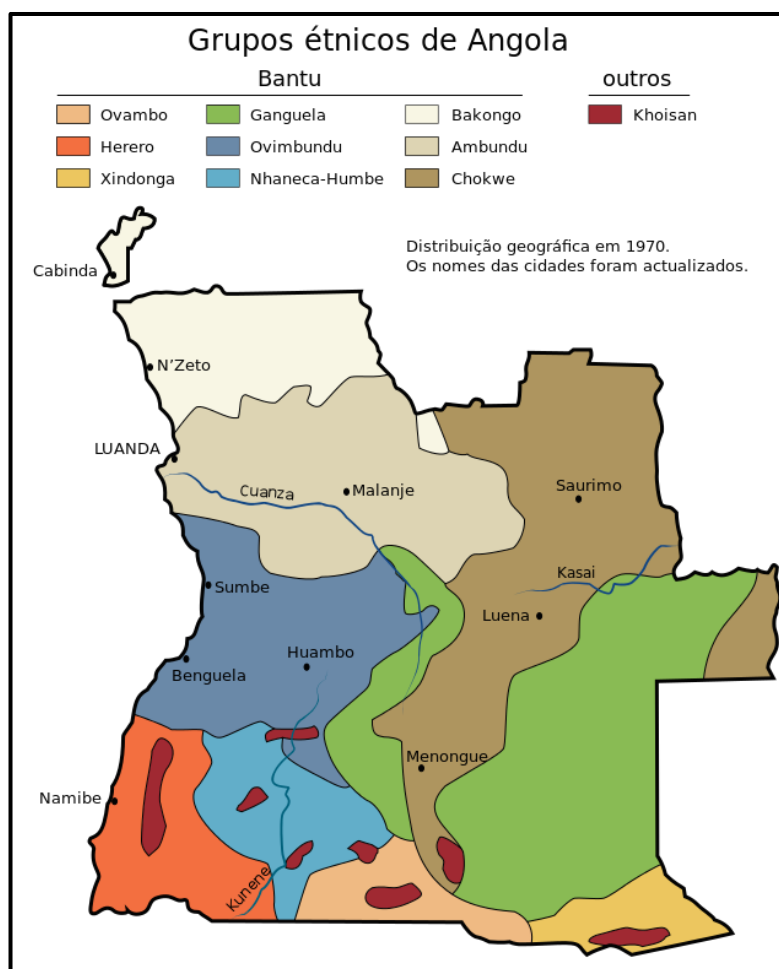 Grupos étnicos de Angola
Bantu
outros
Ovambo
Ganguela
Bakongo
Khoisan
Herero
Ovimbundu
Ambundu
Xindonga
Nhaneca-Humbe
Chokwe
Distribuição geográfica em 1970.
Os nomes das cidades foram actualizados.
Cabinda
N'Zeto
LUANDA
Cuanza
Malanje
Saurimo
Kasai
Sumbe
Luena
Huambo
Benguela
Menongue
Namibe
Kunene